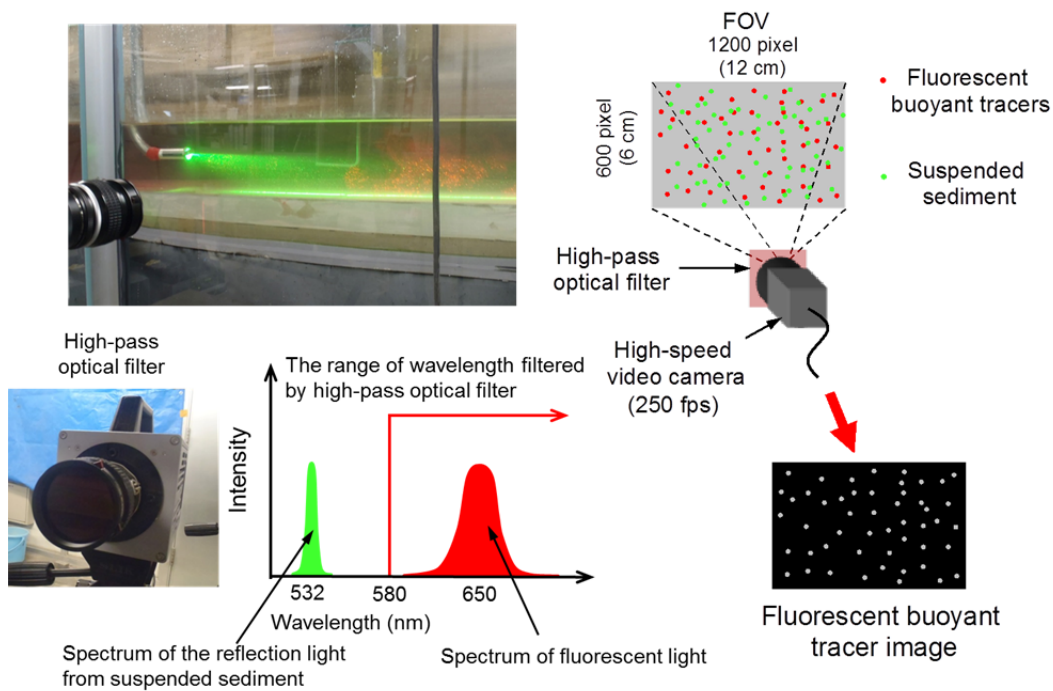 FOV
1200 pixel
(12 cm)
600 pixel
(6 cm)
Fluorescent
buoyant tracers
Suspended
sediment
High-pass
optical filter
High-speed
video camera
(250 fps)
High-pass
optical filter
The range of wavelength filtered
by high-pass optical filter
Intensity
532
580
650
Wavelength (nm)
Spectrum of the reflection light
from suspended sediment
Spectrum of fluorescent light
Fluorescent buoyant
tracer image